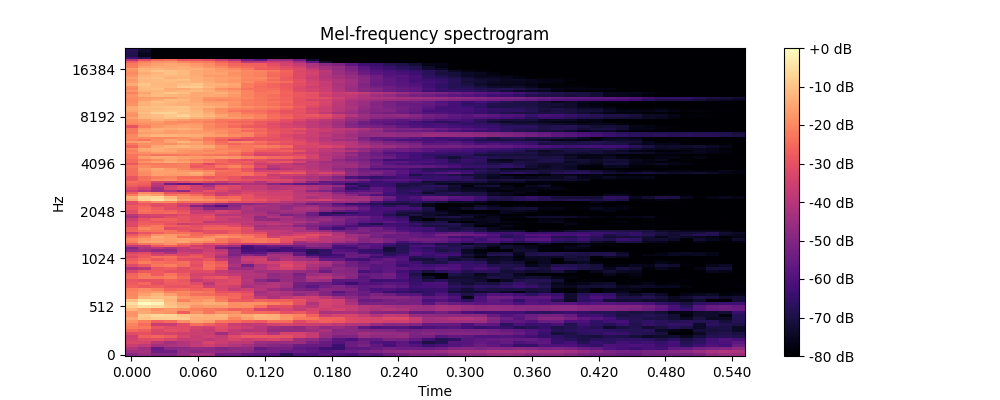 Mel-frequency spectrogram
Hz
16384
8192
4096
2048
1024
512
0
0.000 0.060 0.120 0.180 0.240 0.300 0.360 0.420 0.480 0.540
Time
+0 dB
-10 dB
-20 dB
-30 dB
-40 dB
-50 dB
-60 dB
-70 dB
-80 dB